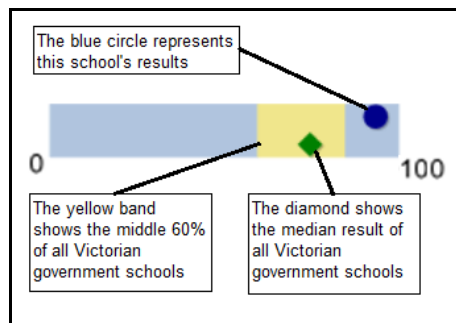 The blue circle represents
this school's results
0
100
The yellow band
shows the middle 60%
of all Victorian
government schools
The diamond shows
the median result of
all Victorian
government schools